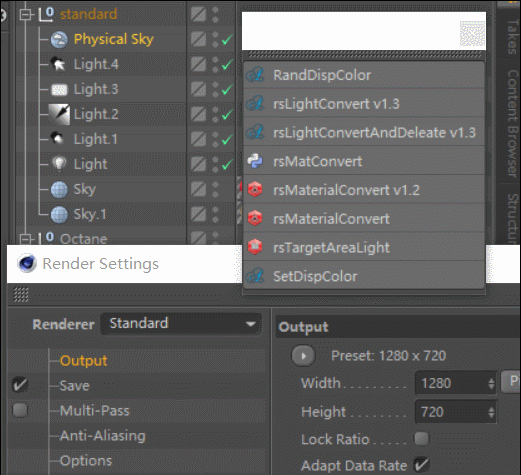 standard
Physical Sky
Light.4
Light.3
Light.2
Light.1
Light
Sky
Sky.1
Octane
RandDispColor
rsLightConvert v1.3
rsLightConvertAndDeleate v1.3
rsMatConvert
rsMaterialConvert v1.2
rsMaterialConvert
rsTargetAreaLight
SetDispColor
Takes
Content Browser
Structur
Render Settings
Renderer Standard
Output
Save
Multi-Pass
Anti-Aliasing
Options
Output
Preset: 1280 x 720
Width 1280 P
Height 720
Lock Ratio
Adapt Data Rate